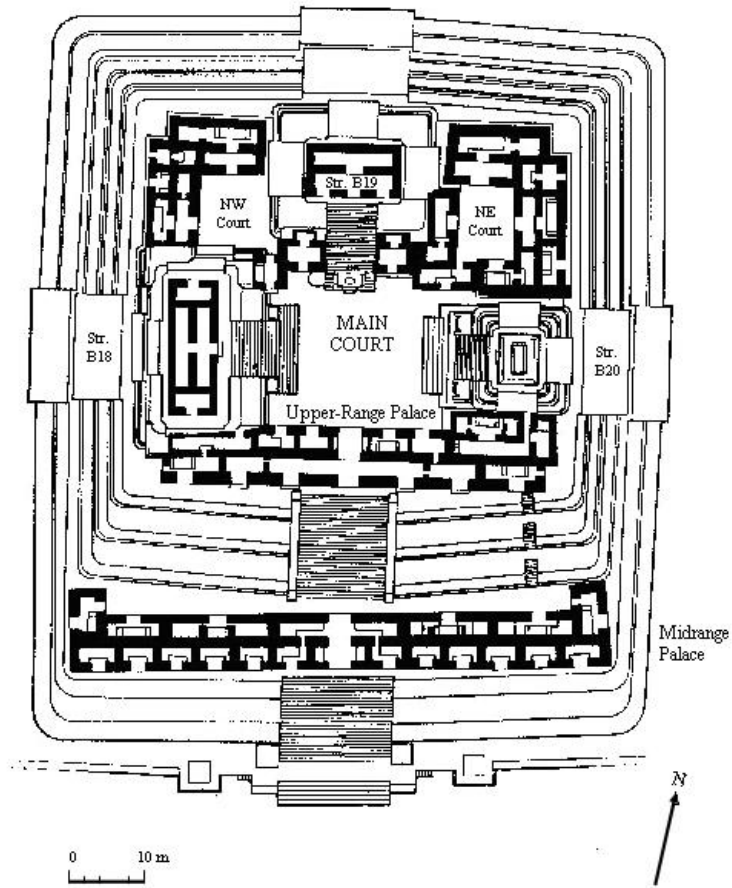 Str. B19
NW
Court
NE
Court
MAIN
COURT
Str.
B18
Str.
B20
Upper-Range Palace
Midrange
Palace
N
0 10 m